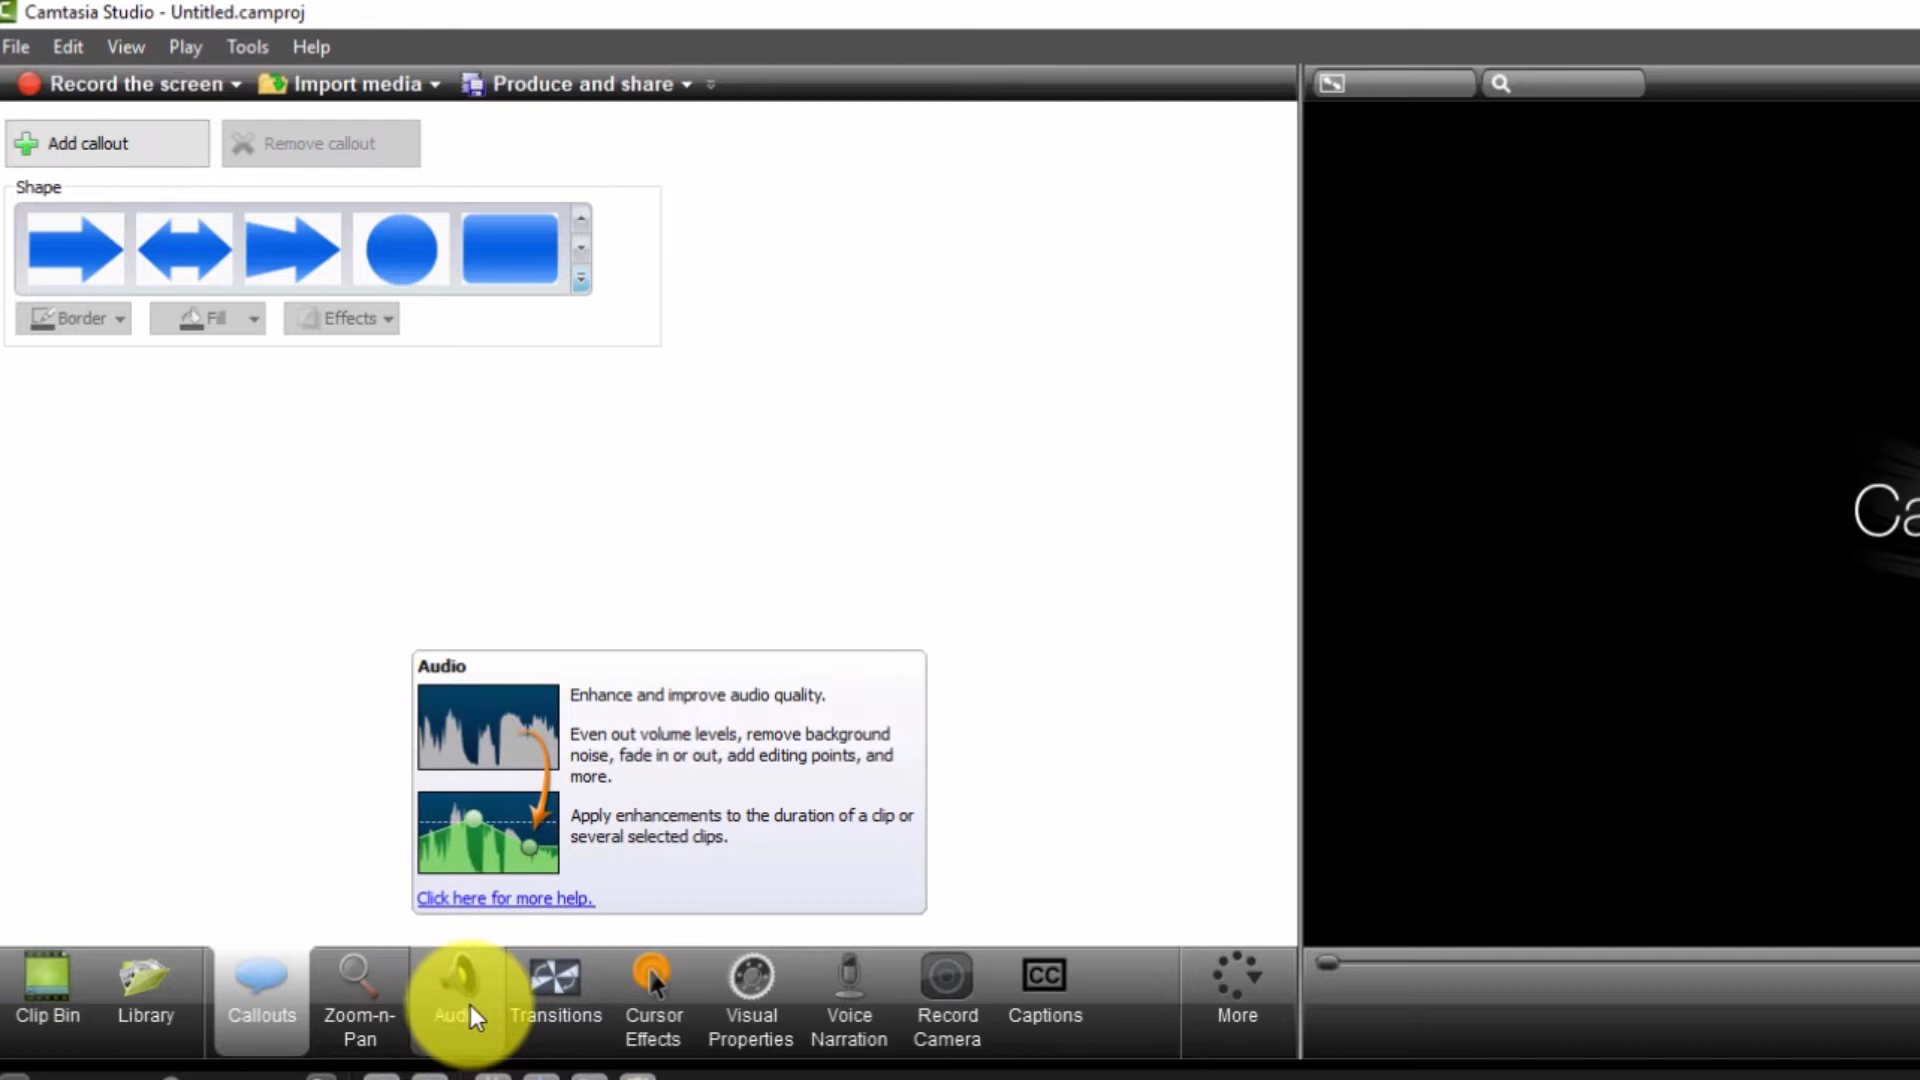 Camtasia Studio - Untitled.camproj
File Edit View Play Tools Help
Record the screen Import media Produce and share
Add callout Remove callout
Shape
Border Fill Effects
Audio
Enhance and improve audio quality.
Even out volume levels, remove background
noise, fade in or out, add editing points, and
more.
Apply enhancements to the duration of a clip or
several selected clips.
Click here for more help.
Clip Bin Library Callouts Zoom-n-
Pan Transitions Cursor
Effects Visual
Properties Voice
Narration Record
Camera CC
Captions More